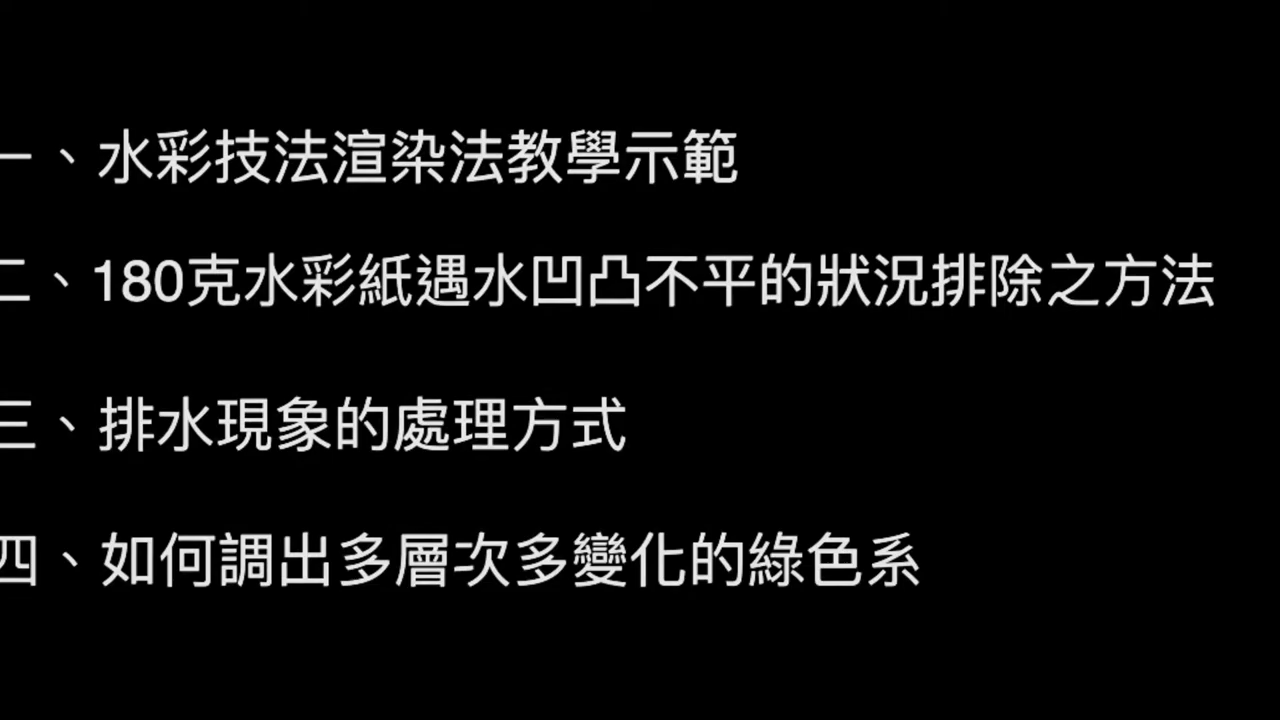 一、水彩技法渲染法教學示範
二、180克水彩紙遇水凹凸不平的狀況排除之方法
三、排水現象的處理方式
四、如何調出多層次多變化的綠色系